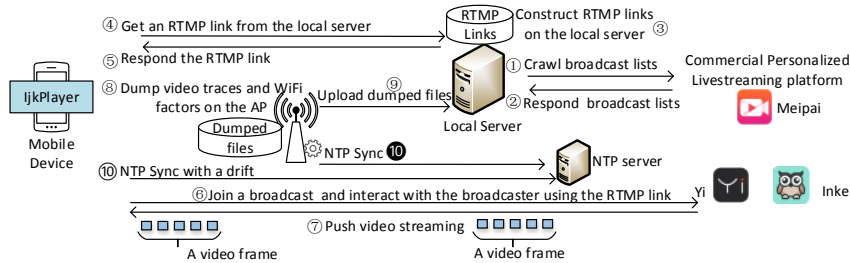 ④ Get an RTMP link from the local server
RTMP
Links
Construct RTMP links
on the local server ③
⑤ Respond the RTMP link
① Crawl broadcast lists
Commercial Personalized
Livestreaming platform
IjkPlayer
⑧ Dump video traces and WiFi
factors on the AP
⑨
Upload dumped files
② Respond broadcast lists
Meipai
Local Server
Mobile
Device
Dumped
files
NTP Sync ❿
NTP server
⑩ NTP Sync with a drift
⑥Join a broadcast and interact with the broadcaster using the RTMP link
Yi
Yi
Inke
⑦ Push video streaming
A video frame
A video frame